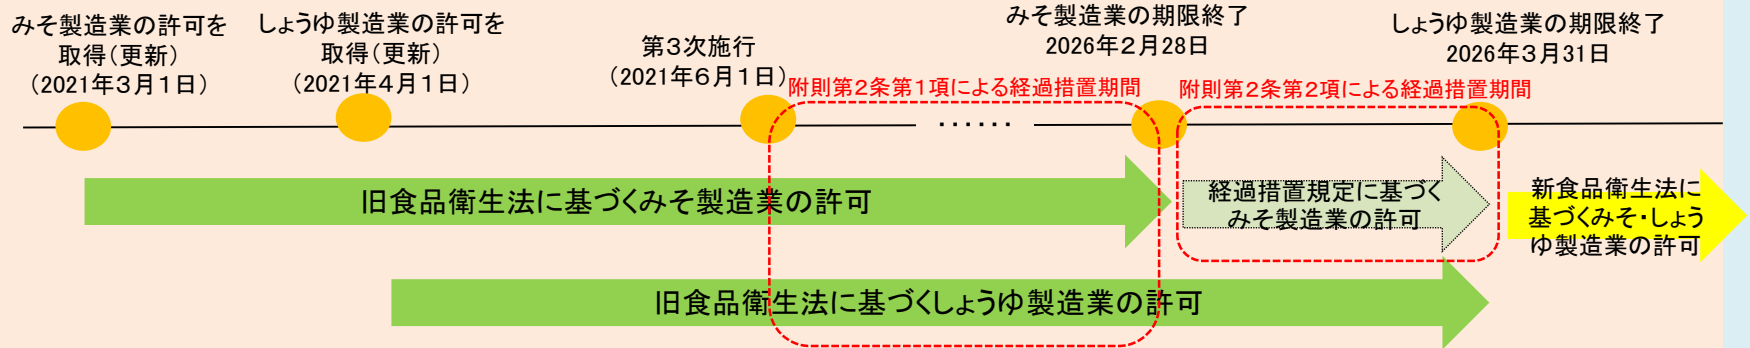 みそ製造業の許可を
取得(更新)
(2021年3月1日)
しょうゆ製造業の許可を
取得(更新)
(2021年4月1日)
第3次施行
(2021年6月1日)
みそ製造業の期限終了
2026年2月28日
しょうゆ製造業の期限終了
2026年3月31日
附則第2条第1項による経過措置期間
附則第2条第2項による経過措置期間
……
旧食品衛生法に基づくみそ製造業の許可
経過措置規定に基づく
みそ製造業の許可
新食品衛生法に
基づくみそ・しょう
ゆ製造業の許可
旧食品衛生法に基づくしょうゆ製造業の許可